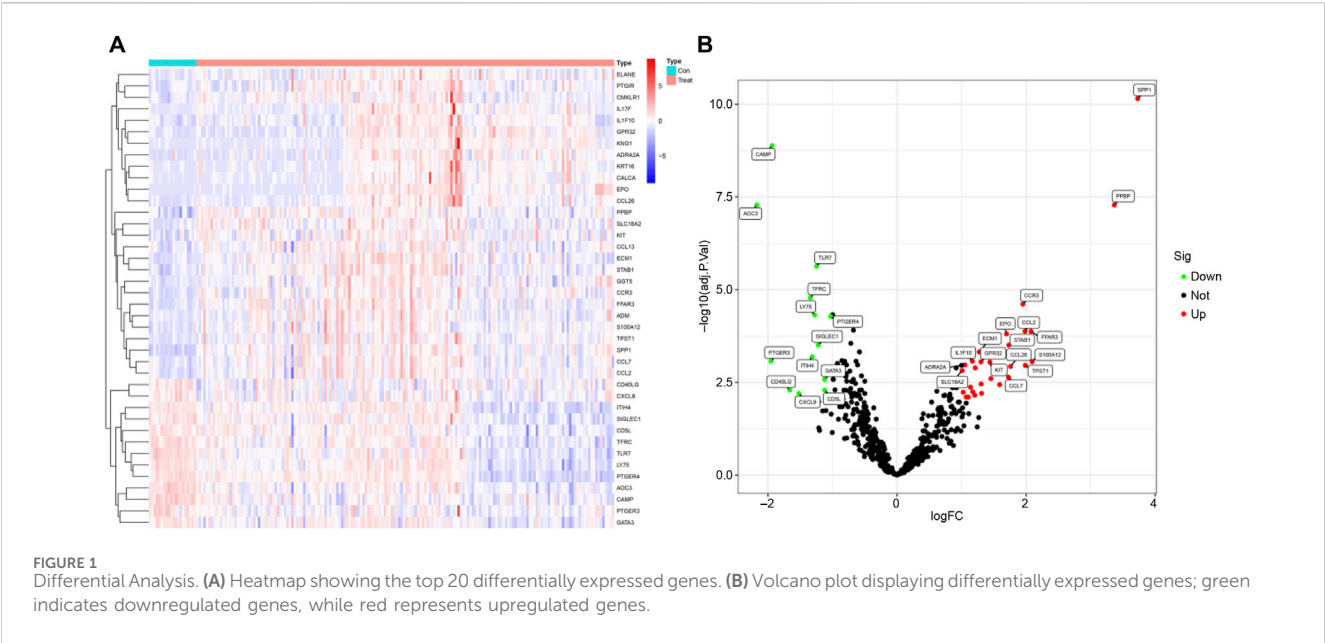 A
Type
ELANE
PTGIR
CMKLR1
IL17F
IL1F10
GPR32
KNG1
ADRA2A
KRT16
CALCA
EPO
CCL26
PPBP
SLC18A2
KIT
CCL13
ECM1
STAB1
GGT5
CCR3
FFAR3
ADM
S100A12
TPST1
SPP1
CCL7
CCL2
CD40LG
CXCL9
ITIH4
SIGLEC1
CD5L
TFRC
TLR7
LY75
PTGER4
AOC3
CAMP
PTGER3
GATA3
5
0
−5
Type
Con
Treat
B
−log10(adj.P.Val)
10.0
7.5
5.0
2.5
0.0
−2
0
2
4
logFC
SPP1
CAMP
PPBP
AOC3
TLR7
TFRC
LY75
PTGER4
SIGLEC1
PTGER3
ITIH4
GATA3
CD40LG
CXCL9
CD5L
CCR3
EPO
CCL2
ECM1
STAB1
FFAR3
IL1F10
GPR32
CCL26
S100A12
ADRA2A
KIT
TPST1
SLC18A2
CCL7
Sig
Down
Not
Up
FIGURE 1
Differential Analysis. (A) Heatmap showing the top 20 differentially expressed genes. (B) Volcano plot displaying differentially expressed genes; green
indicates downregulated genes, while red represents upregulated genes.